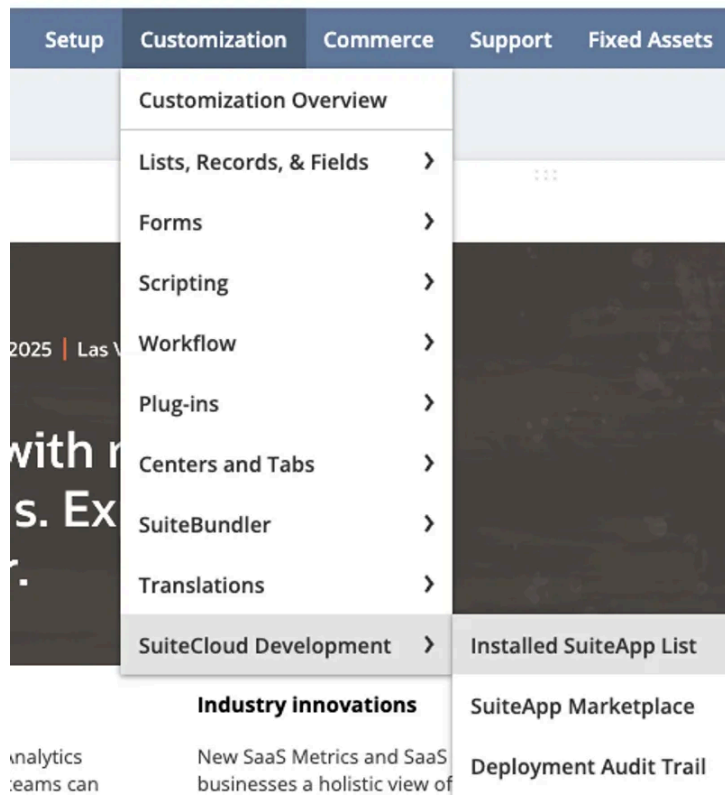 Setup Customization Commerce Support Fixed Assets
Customization Overview
Lists, Records, & Fields
Forms
Scripting
2025 | Las
Workflow
Plug-ins
with
Centers and Tabs
s. Ex
SuiteBundler
r.
Translations
SuiteCloud Development
Installed SuiteApp List
Industry innovations
SuiteApp Marketplace
New SaaS Metrics and SaaS
businesses a holistic view of
Deployment Audit Trail
nalytics
eams can